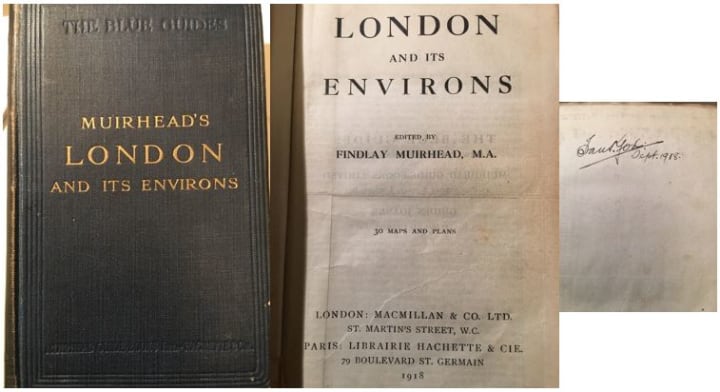 THE BLUE GUIDES
MUIRHEAD'S
LONDON
AND ITS ENVIRONS
LONDON
AND ITS
ENVIRONS
EDITED BY
FINDLAY MUIRHEAD, M.A.
30 MAPS AND PLANS
LONDON: MACMILLAN & CO. LTD.
ST. MARTIN'S STREET, W.C.
PARIS: LIBRAIRIE HACHETTE & CIE.
79 BOULEVARD ST. GERMAIN
1918
Sept. 1918.